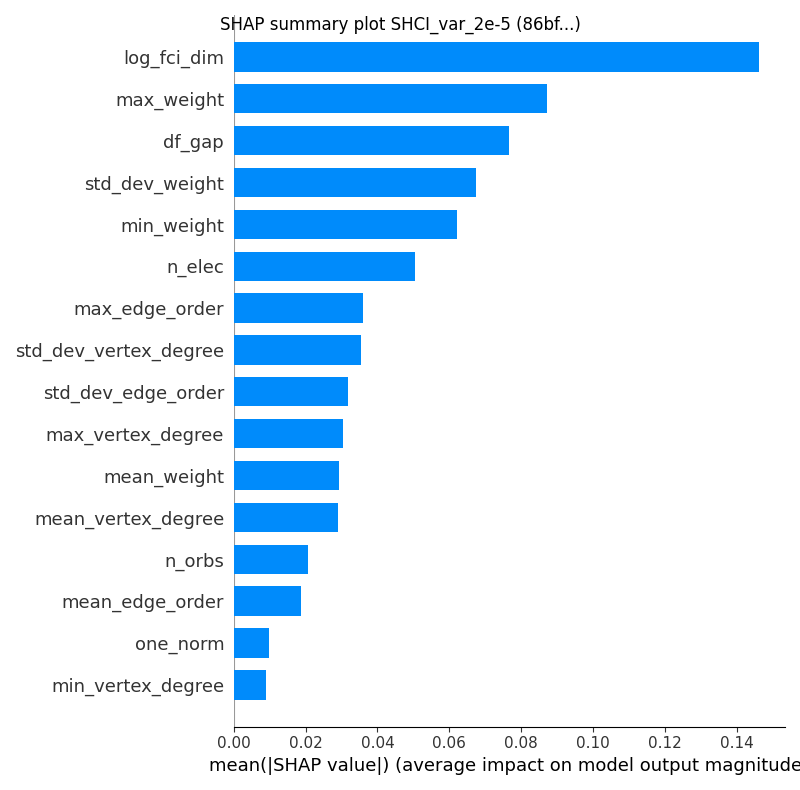 SHAP summary plot SHCI_var_2e-5 (86bf...)
log_fci_dim
max_weight
df_gap
std_dev_weight
min_weight
n_elec
max_edge_order
std_dev_vertex_degree
std_dev_edge_order
max_vertex_degree
mean_weight
mean_vertex_degree
n_orbs
mean_edge_order
one_norm
min_vertex_degree
0.00 0.02 0.04 0.06 0.08 0.10 0.12 0.14
mean(|SHAP value|) (average impact on model output magnitude